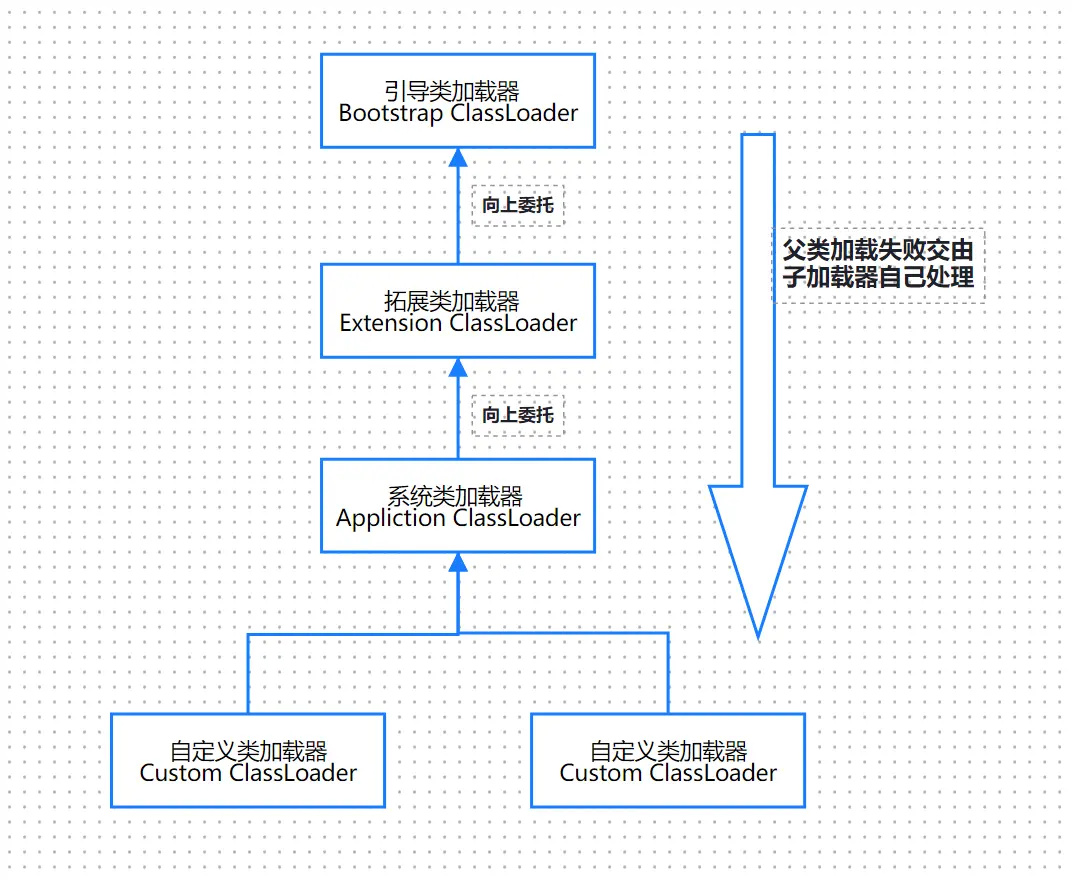 引导类加载器
Bootstrap ClassLoader
向上委托
父类加载失败交由
子加载器自己处理
拓展类加载器
Extension ClassLoader
向上委托
系统类加载器
Appliction ClassLoader
自定义类加载器
Custom ClassLoader
自定义类加载器
Custom ClassLoader